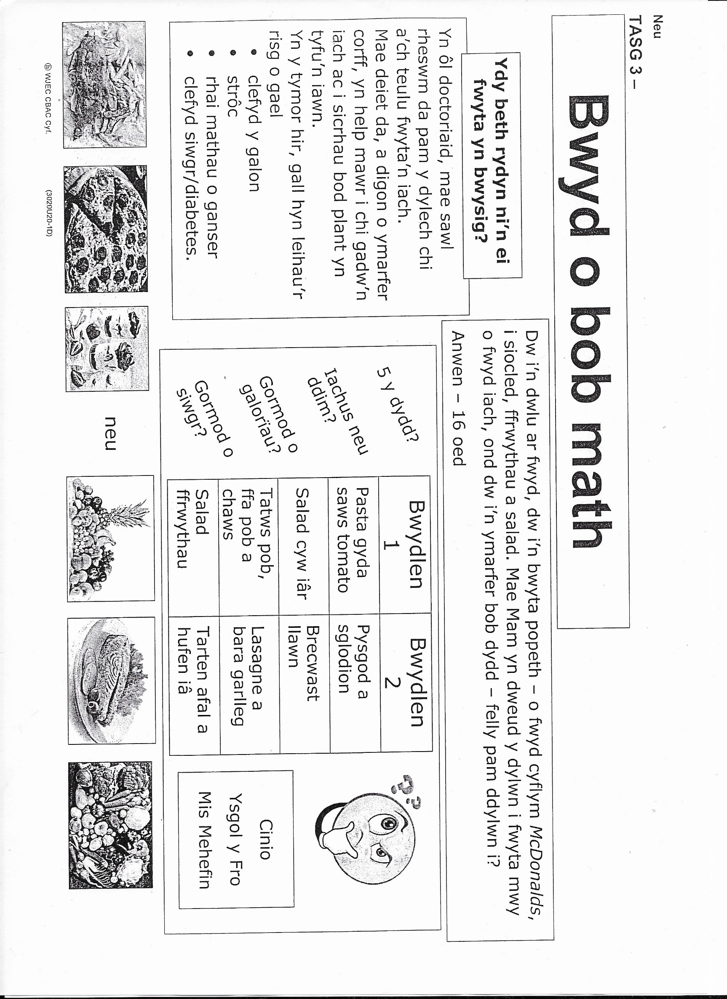 Neu
TASG 3 –
Bwyd o bob math
Ydy beth rydyn ni'n ei
fwyta yn bwysig?
Yn ôl doctoriaid, mae sawl
rheswm da pam y dylech chi
a'ch teulu fwyta'n iach.
Mae deiet da, a digon o ymarfer
corff, yn help mawr i chi gadw'n
iach ac i sicrhau bod plant yn
tyfu'n iawn.
Yn y tymor hir, gall hyn leihau'r
risg o gael
• clefyd y galon
• strôc
• rhai mathau o ganser
• clefyd siwgr/diabetes.
Dw i'n dwlu ar fwyd, dw i'n bwyta popeth – o fwyd cyflym McDonalds,
i siocled, ffrwythau a salad. Mae Mam yn dweud y dylwn i fwyta mwy
o fwyd iach, ond dw i'n ymarfer bob dydd – felly pam ddylwn i?
Anwen – 16 oed
5 y dydd?
Iachus neu
ddim?
Gormod o
galorïau?
Gormod o
siwgr?
Bwydlen
1
Bwydlen
2
Pasta gyda
saws tomato
Pysgod a
sglodion
Salad cyw iâr
Brecwast
llawn
Tatws pob,
ffa pob a
chaws
Lasagne a
bara garlleg
Salad
ffrwythau
Tarten afal a
hufen iâ
??
Cinio
Ysgol y Fro
Mis Mehefin
neu
© WJEC CBAC Cyf.
(3020U20-1D)